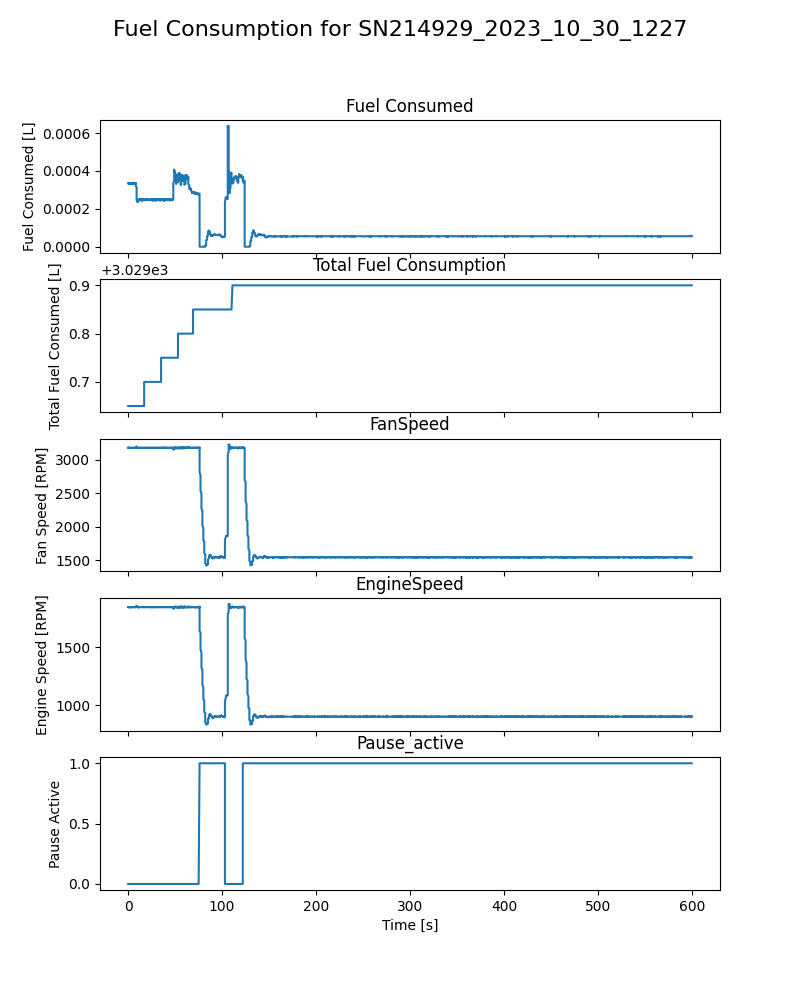 Fuel Consumption for SN214929_2023_10_30_1227
Fuel Consumed
Fuel Consumed [L]
0.0006
0.0004
0.0002
0.0000
Total Fuel Consumption
+3.029e3
Total Fuel Consumed [L]
0.9
0.8
0.7
FanSpeed
Fan Speed [RPM]
3000
2500
2000
1500
EngineSpeed
Engine Speed [RPM]
1500
1000
Pause_active
Pause Active
1.0
0.5
0.0
0 100 200 300 400 500 600
Time [s]